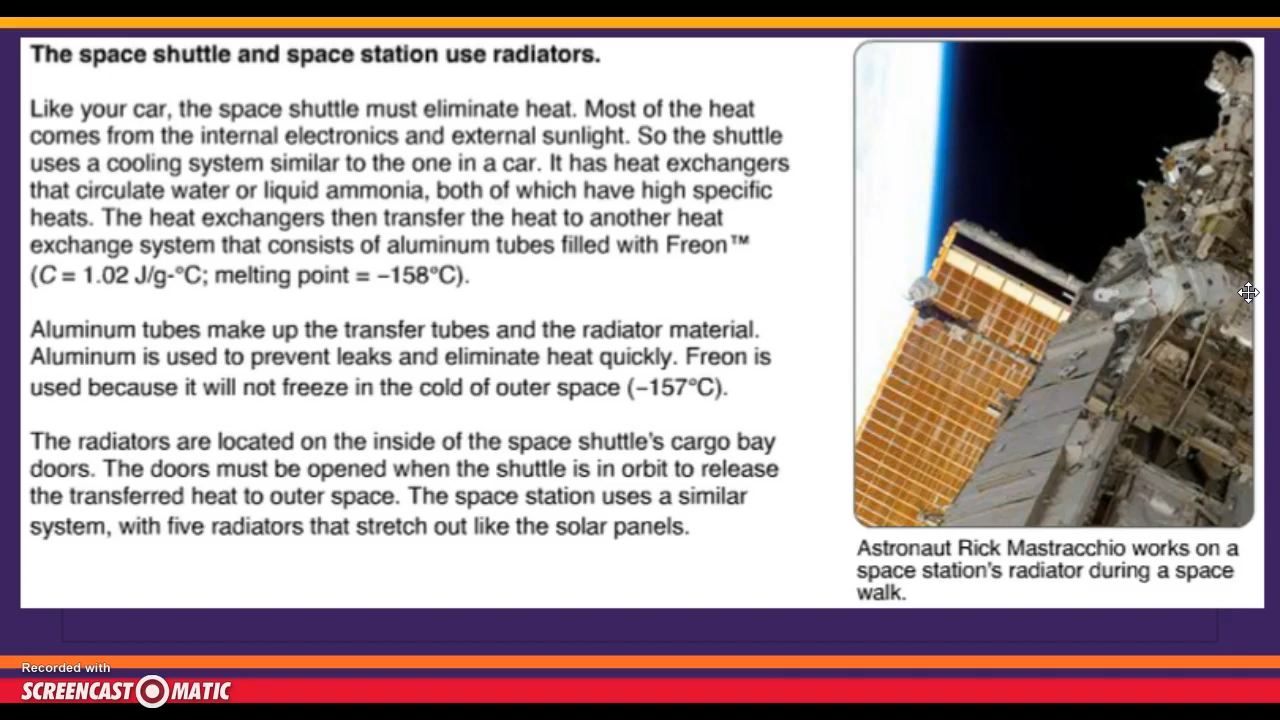 The space shuttle and space station use radiators.
Like your car, the space shuttle must eliminate heat. Most of the heat
comes from the internal electronics and external sunlight. So the shuttle
uses a cooling system similar to the one in a car. It has heat exchangers
that circulate water or liquid ammonia, both of which have high specific
heats. The heat exchangers then transfer the heat to another heat
exchange system that consists of aluminum tubes filled with Freon™
(C = 1.02 J/g-°C; melting point = −158°C).
Aluminum tubes make up the transfer tubes and the radiator material.
Aluminum is used to prevent leaks and eliminate heat quickly. Freon is
used because it will not freeze in the cold of outer space (−157°C).
The radiators are located on the inside of the space shuttle's cargo bay
doors. The doors must be opened when the shuttle is in orbit to release
the transferred heat to outer space. The space station uses a similar
system, with five radiators that stretch out like the solar panels.
Astronaut Rick Mastracchio works on a
space station's radiator during a space
walk.
Recorded with
SCREENCAST MATIC